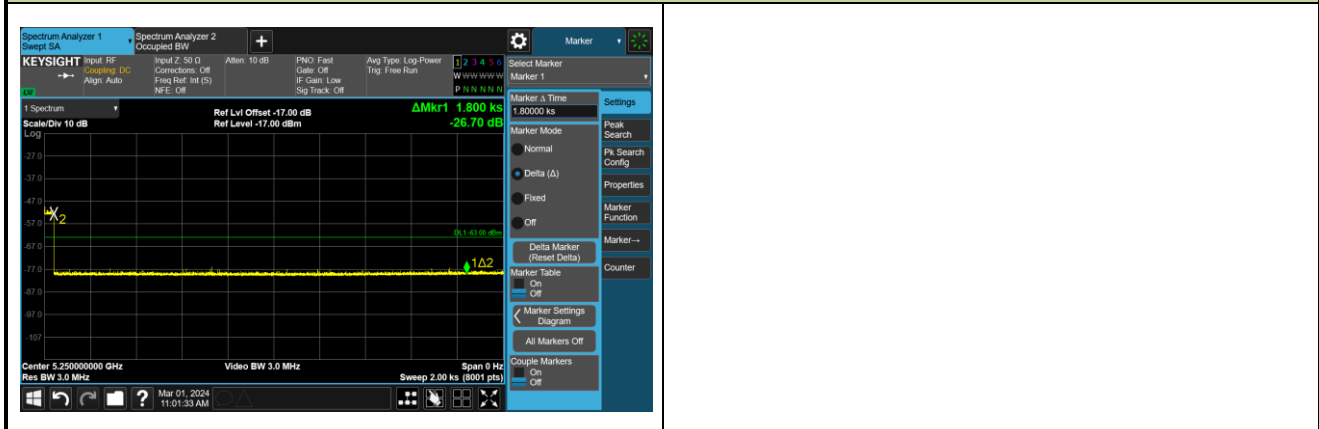 Spectrum Analyzer 1
Swept SA
Spectrum Analyzer 2
Occupied BW
+
Marker
KEYSIGHT
Input: RF
Coupling: DC
Align: Auto
Input Z: 50 Ω
Corrections: Off
Freq Ref: Int (S)
NFE: Off
Atten: 10 dB
PNO: Fast
Gate: Off
IF Gain: Low
Sig Track: Off
Avg Type: Log-Power
Trig: Free Run
1 2 3 4 5 6
W W W W W W
P N N N N N
Select Marker
Marker 1
1 Spectrum
Scale/Div 10 dB
Log
Ref Lvl Offset -17.00 dB
Ref Level -17.00 dBm
ΔMkr1 1.800 ks
-26.70 dB
-27.0
-37.0
-47.0
-57.0
-67.0
-77.0
-87.0
-97.0
-107
2
DL1 -63.00 dBm
1Δ2
Center 5.250000000 GHz
Res BW 3.0 MHz
Video BW 3.0 MHz
Span 0 Hz
Sweep 2.00 ks (8001 pts)
Marker Δ Time
1.80000 ks
Marker Mode
Normal
Delta (Δ)
Fixed
Off
Delta Marker
(Reset Delta)
Marker Table
On
Off
Marker Settings
Diagram
All Markers Off
Couple Markers
On
Off
Settings
Peak
Search
Pk Search
Config
Properties
Marker
Function
Marker→
Counter
?
Mar 01, 2024
11:01:33 AM